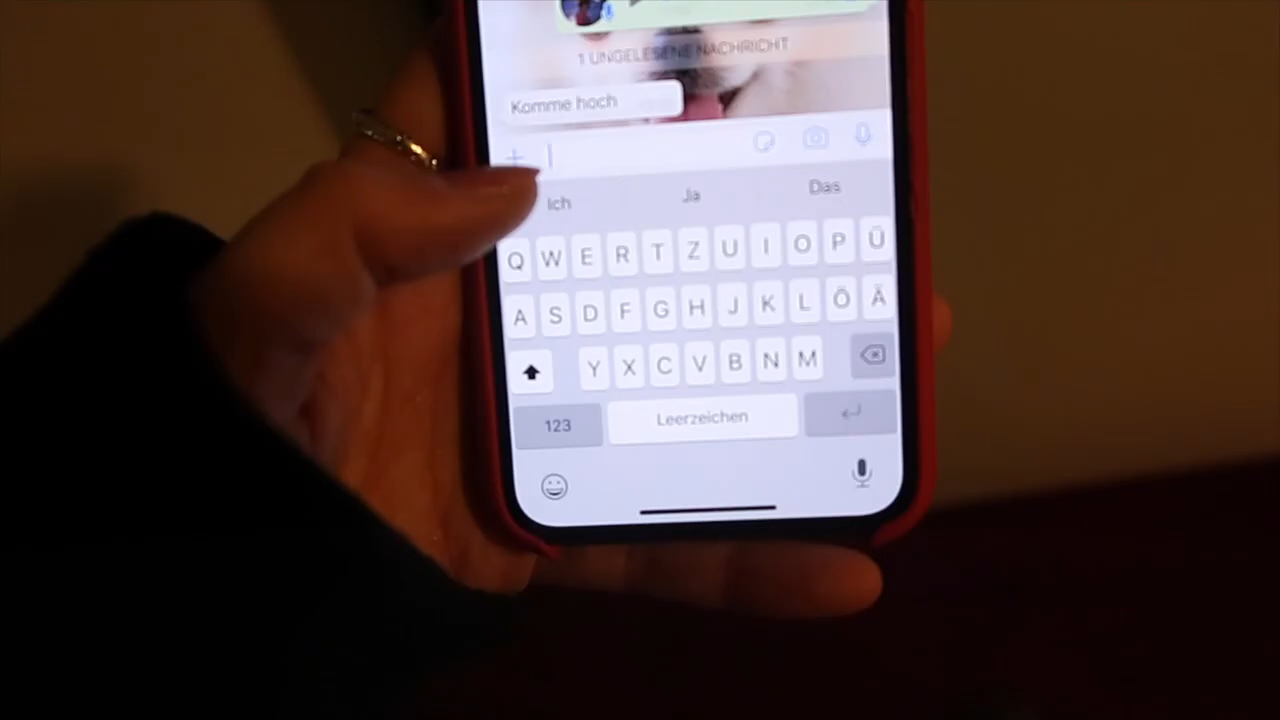 1 UNGELESENE NACHRICHT
Komme hoch
Ich Ja Das
Q W E R T Z U I O P Ü
A S D F G H J K L Ö Ä
Y X C V B N M
123 Leerzeichen